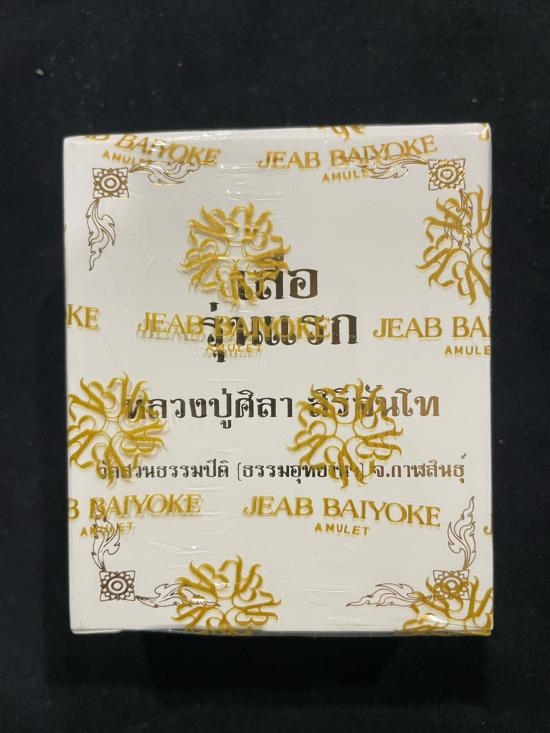 JEAB BAIYOKE
AMULET
JEAB BAIYOKE
AMULET
เสือ
KE
JEAB BAIYOKE
AMULET
JEAB BAI
AMULE
รุ่นแรก
หลวงปู่ศิลา สิริจันโท
วัดสวนธรรมปีติ (ธรรมอุทยาน) จ.กาฬสินธุ์
B BAIYOKE
AMULET
JEAB BAIYOKE
AMULET